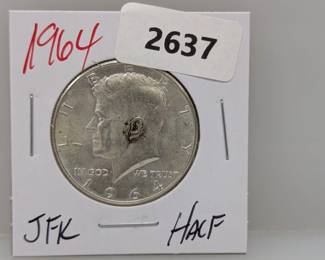 1964
2637
LIBERTY
IN GOD WE TRUST
1964
JFK HALF